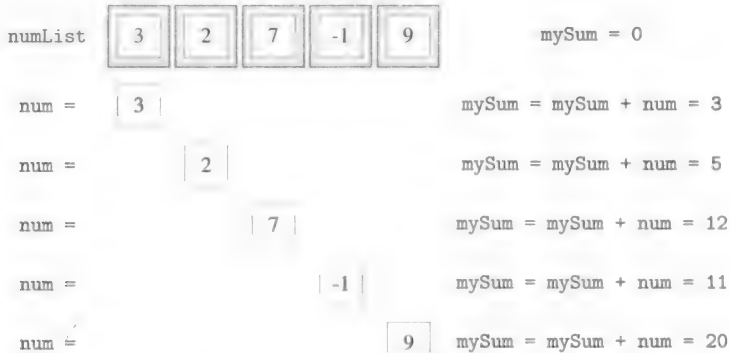 numList 3 2 7 -1 9 mySum = 0
num = 3 mySum = mySum + num = 3
num = 2 mySum = mySum + num = 5
num = 7 mySum = mySum + num = 12
num = -1 mySum = mySum + num = 11
num = 9 mySum = mySum + num = 20